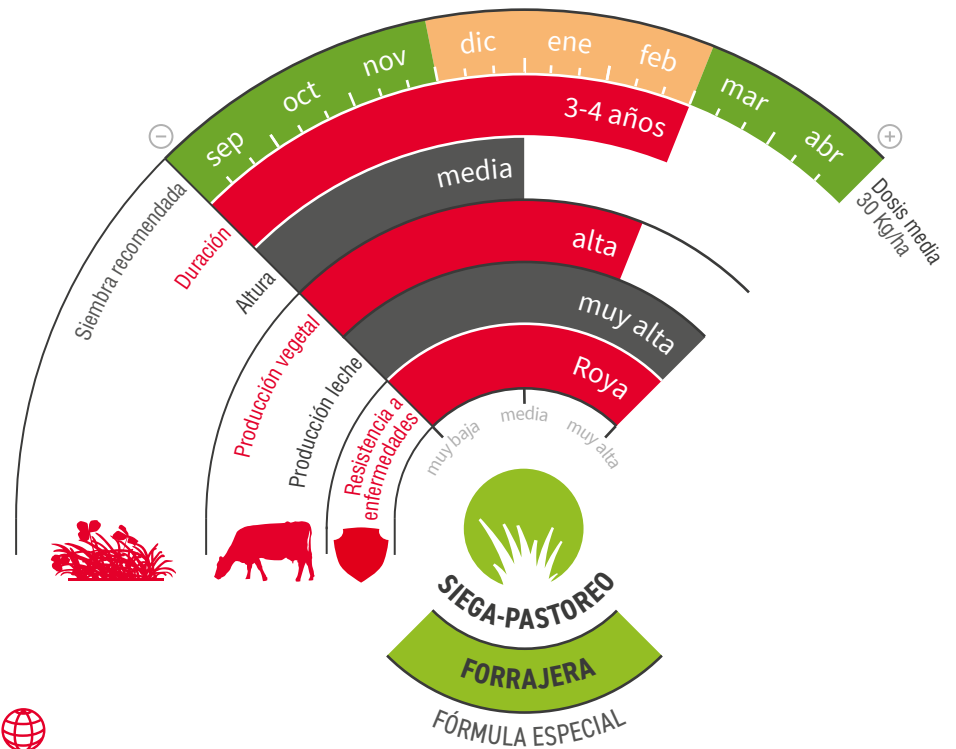 sep
oct
nov
dic
ene
feb
mar
abr
Siembra recomendada
Dosis media
30 Kg/ha
Duración
3-4 años
Altura
media
Producción vegetal
alta
Producción leche
muy alta
Resistencia a
enfermedades
Roya
muy baja
media
muy alta
SIEGA-PASTOREO
FORRAJERA
FÓRMULA ESPECIAL